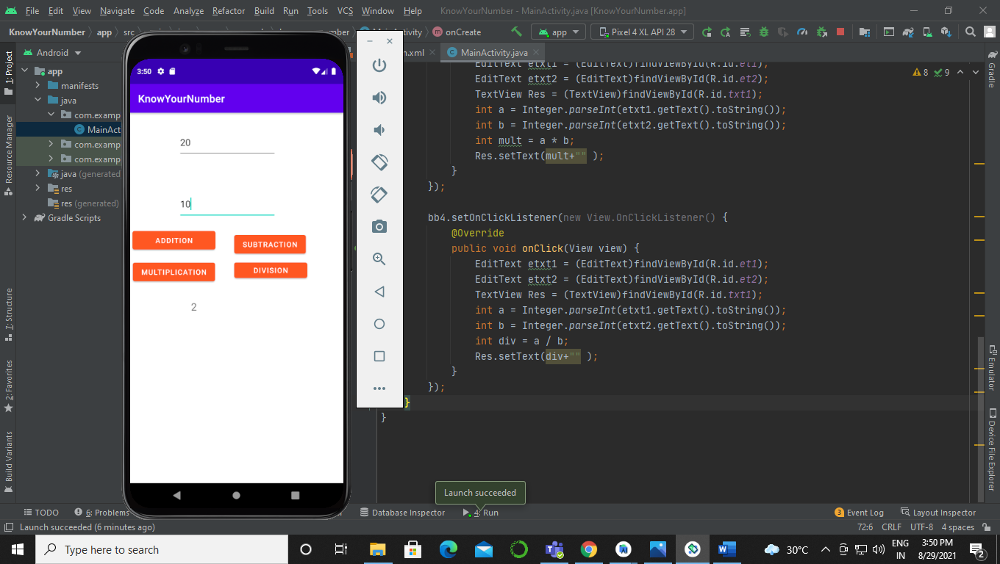 File Edit View Navigate Code Analyze Refactor Build Run Tools VCS Window Help KnowYourNumber - MainActivity.java [KnowYourNumber.app]
KnowYourNumber app src onCreate app Pixel 4 XL API 28
1: Project
Resource Manager
7: Structure
2: Favorites
Build Variants
Android
app
manifests
java
com.examp
MainAct
com.examp
com.examp
java (generated)
res
res (generated)
Gradle Scripts
3:50
KnowYourNumber
20
10
ADDITION
SUBTRACTION
MULTIPLICATION
DIVISION
2
.xml
MainActivity.java
8 9
EditText etxt1 = (EditText)findViewById(R.id.et1);
EditText etxt2 = (EditText)findViewById(R.id.et2);
TextView Res = (TextView)findViewById(R.id.txt1);
int a = Integer.parseInt(etxt1.getText().toString());
int b = Integer.parseInt(etxt2.getText().toString());
int mult = a * b;
Res.setText(mult+"" );
}
});
bb4.setOnClickListener(new View.OnClickListener() {
@Override
public void onClick(View view) {
EditText etxt1 = (EditText)findViewById(R.id.et1);
EditText etxt2 = (EditText)findViewById(R.id.et2);
TextView Res = (TextView)findViewById(R.id.txt1);
int a = Integer.parseInt(etxt1.getText().toString());
int b = Integer.parseInt(etxt2.getText().toString());
int div = a / b;
Res.setText(div+"" );
}
});
}
}
Gradle
Emulator
Device File Explorer
Launch succeeded
TODO 6: Problems Database Inspector 4: Run 3 Event Log Layout Inspector
Launch succeeded (6 minutes ago) 72:6 CRLF UTF-8 4 spaces
Type here to search
30°C
ENG
IN
3:50 PM
8/29/2021
2